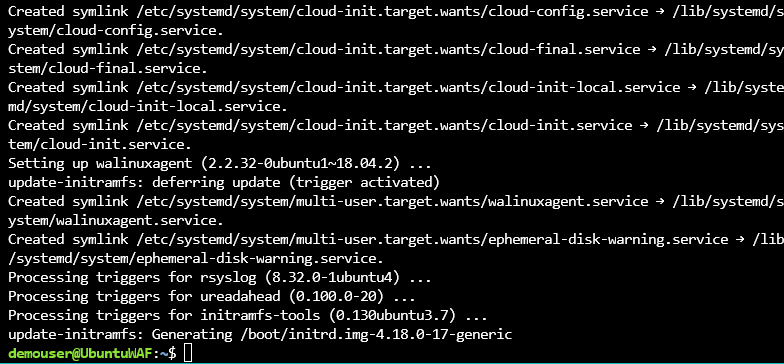 Created symlink /etc/systemd/system/cloud-init.target.wants/cloud-config.service → /lib/systemd/s
ystem/cloud-config.service.
Created symlink /etc/systemd/system/cloud-init.target.wants/cloud-final.service → /lib/systemd/sy
stem/cloud-final.service.
Created symlink /etc/systemd/system/cloud-init.target.wants/cloud-init-local.service → /lib/syste
md/system/cloud-init-local.service.
Created symlink /etc/systemd/system/cloud-init.target.wants/cloud-init.service → /lib/systemd/sys
tem/cloud-init.service.
Setting up walinuxagent (2.2.32-0ubuntu1~18.04.2) ...
update-initramfs: deferring update (trigger activated)
Created symlink /etc/systemd/system/multi-user.target.wants/walinuxagent.service → /lib/systemd/s
ystem/walinuxagent.service.
Created symlink /etc/systemd/system/multi-user.target.wants/ephemeral-disk-warning.service → /lib
/systemd/system/ephemeral-disk-warning.service.
Processing triggers for rsyslog (8.32.0-1ubuntu4) ...
Processing triggers for ureadahead (0.100.0-20) ...
Processing triggers for initramfs-tools (0.130ubuntu3.7) ...
update-initramfs: Generating /boot/initrd.img-4.18.0-17-generic
demouser@UbuntuWAF:~$